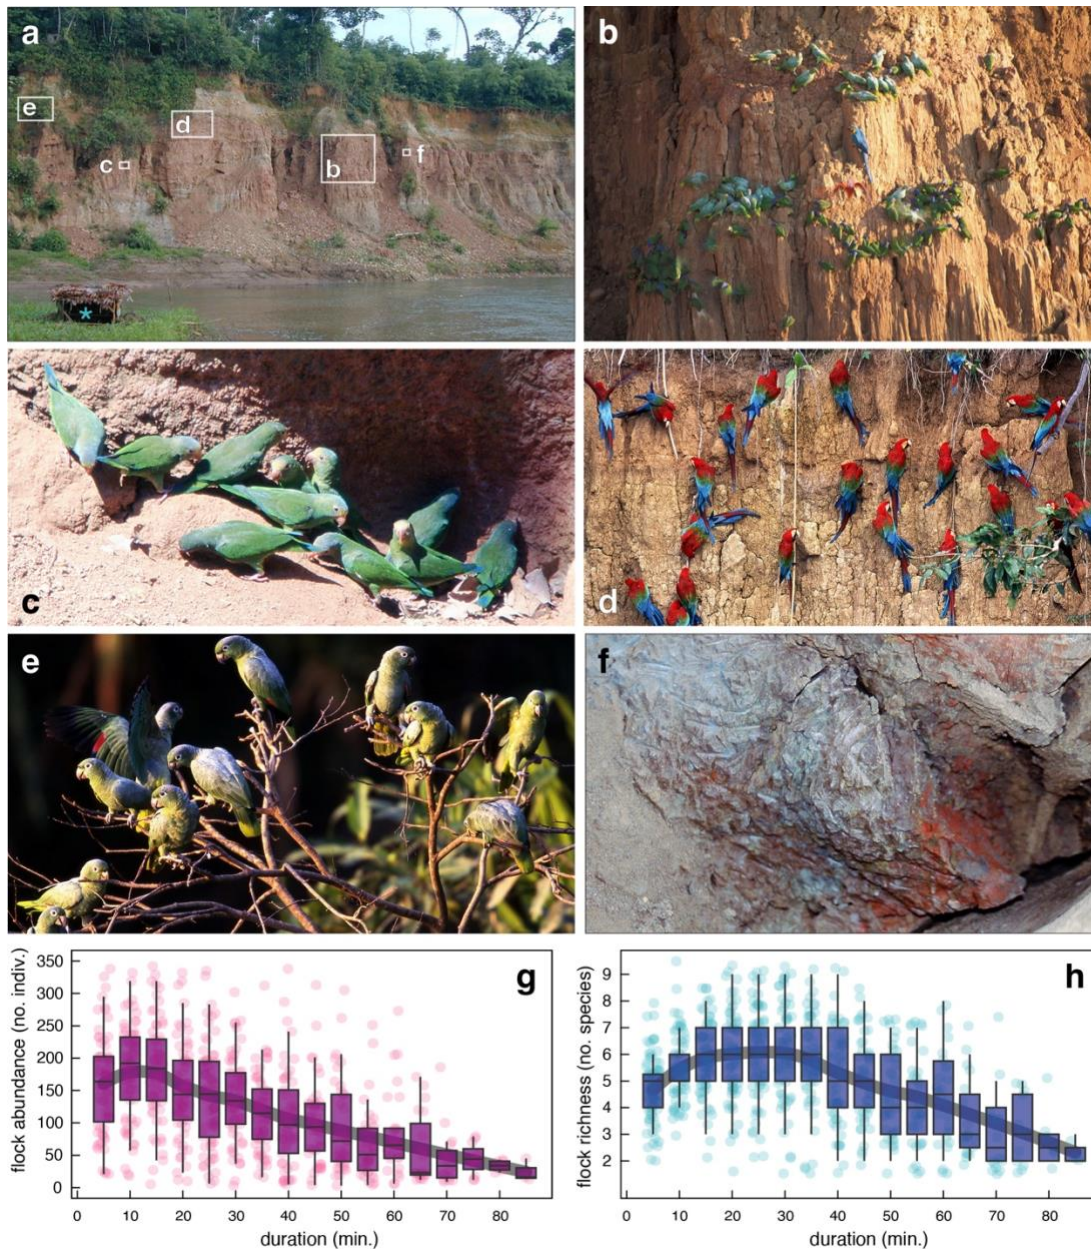 a
b
e
d
c
b
f
*
c
d
e
f
g
flock abundance (no. indiv.)
350
300
250
200
150
100
50
0
0 10 20 30 40 50 60 70 80
duration (min.)
h
flock richness (no. species)
9
8
7
6
5
4
3
2
0 10 20 30 40 50 60 70 80
duration (min.)